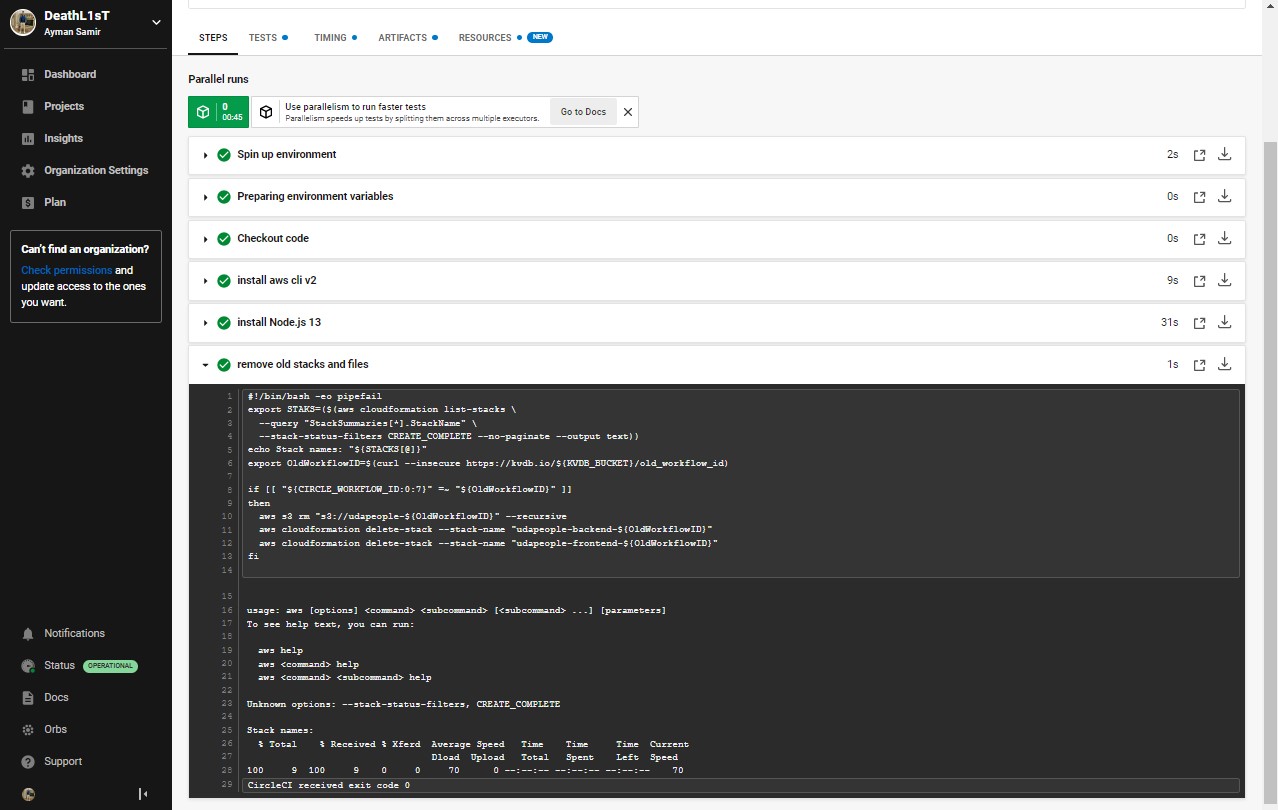 DeathL1sT
Ayman Samir
Dashboard
Projects
Insights
Organization Settings
Plan
Can't find an organization?
Check permissions and
update access to the ones
you want.
Notifications
Status OPERATIONAL
Docs
Orbs
Support
STEPS TESTS TIMING ARTIFACTS RESOURCES NEW
Parallel runs
0
00:45
Use parallelism to run faster tests
Parallelism speeds up tests by splitting them across multiple executors.
Go to Docs
Spin up environment 2s
Preparing environment variables 0s
Checkout code 0s
install aws cli v2 9s
install Node.js 13 31s
remove old stacks and files 1s
1 #!/bin/bash -eo pipefail
2 export STAKS=($(aws cloudformation list-stacks \
3 --query "StackSummaries[*].StackName" \
4 --stack-status-filters CREATE_COMPLETE --no-paginate --output text))
5 echo Stack names: "${STACKS[@]}"
6 export OldWorkflowID=$(curl --insecure https://kvdb.io/${KVDB_BUCKET}/old_workflow_id)
7
8 if [[ "${CIRCLE_WORKFLOW_ID:0:7}" =~ "${OldWorkflowID}" ]]
9 then
10 aws s3 rm "s3://udapeople-${OldWorkflowID}" --recursive
11 aws cloudformation delete-stack --stack-name "udapeople-backend-${OldWorkflowID}"
12 aws cloudformation delete-stack --stack-name "udapeople-frontend-${OldWorkflowID}"
13 fi
14
15
16 usage: aws [options] <command> <subcommand> [<subcommand> ...] [parameters]
17 To see help text, you can run:
18
19 aws help
20 aws <command> help
21 aws <command> <subcommand> help
22
23 Unknown options: --stack-status-filters, CREATE_COMPLETE
24
25 Stack names:
26 % Total % Received % Xferd Average Speed Time Time Time Current
27 Dload Upload Total Spent Left Speed
28 100 9 100 9 0 0 70 0 --:--:-- --:--:-- --:--:-- 70
29 CircleCI received exit code 0